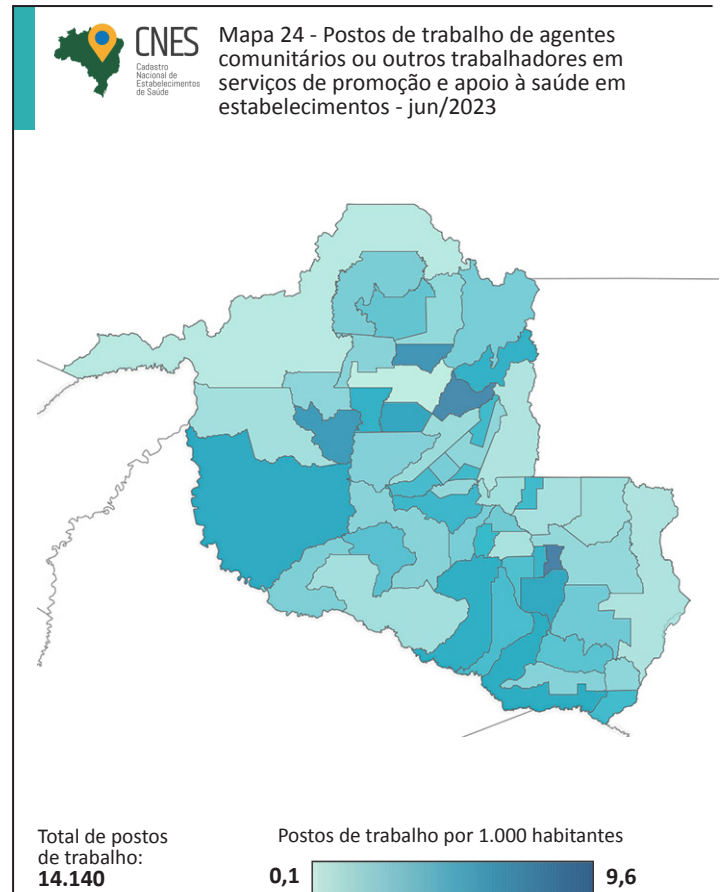 CNES
Cadastro
Nacional de
Estabelecimentos
de Saúde
Mapa 24 - Postos de trabalho de agentes
comunitários ou outros trabalhadores em
serviços de promoção e apoio à saúde em
estabelecimentos - jun/2023
Total de postos
de trabalho:
14.140
Postos de trabalho por 1.000 habitantes
0,1 9,6